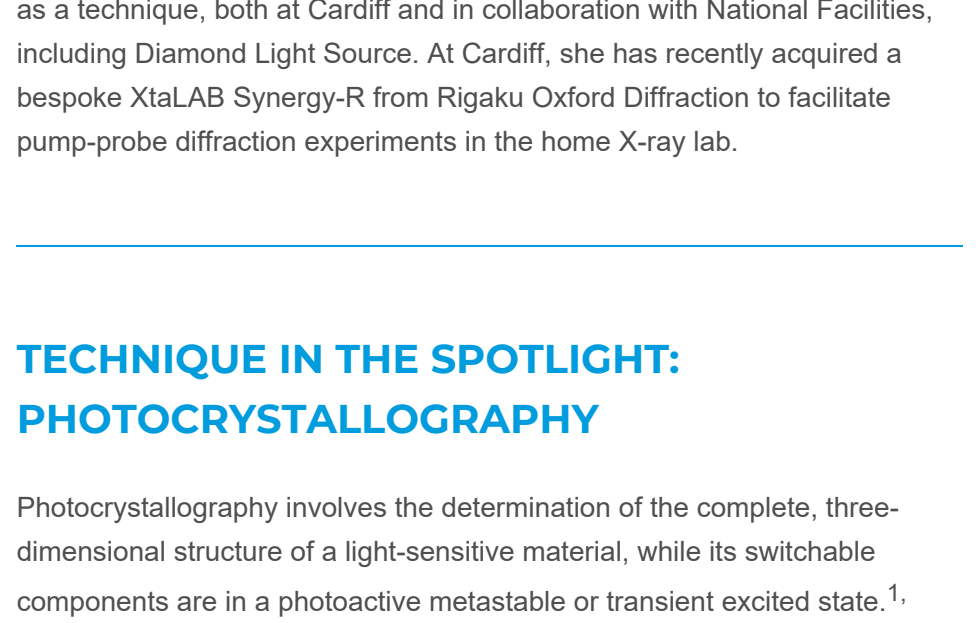 as a technique, both at Cardiff and in collaboration with National Facilities,
including Diamond Light Source. At Cardiff, she has recently acquired a
bespoke XtaLAB Synergy-R from Rigaku Oxford Diffraction to facilitate
pump-probe diffraction experiments in the home X-ray lab.
TECHNIQUE IN THE SPOTLIGHT:
PHOTOCRYSTALLOGRAPHY
Photocrystallography involves the determination of the complete, three-
dimensional structure of a light-sensitive material, while its switchable
components are in a photoactive metastable or transient excited state.1,